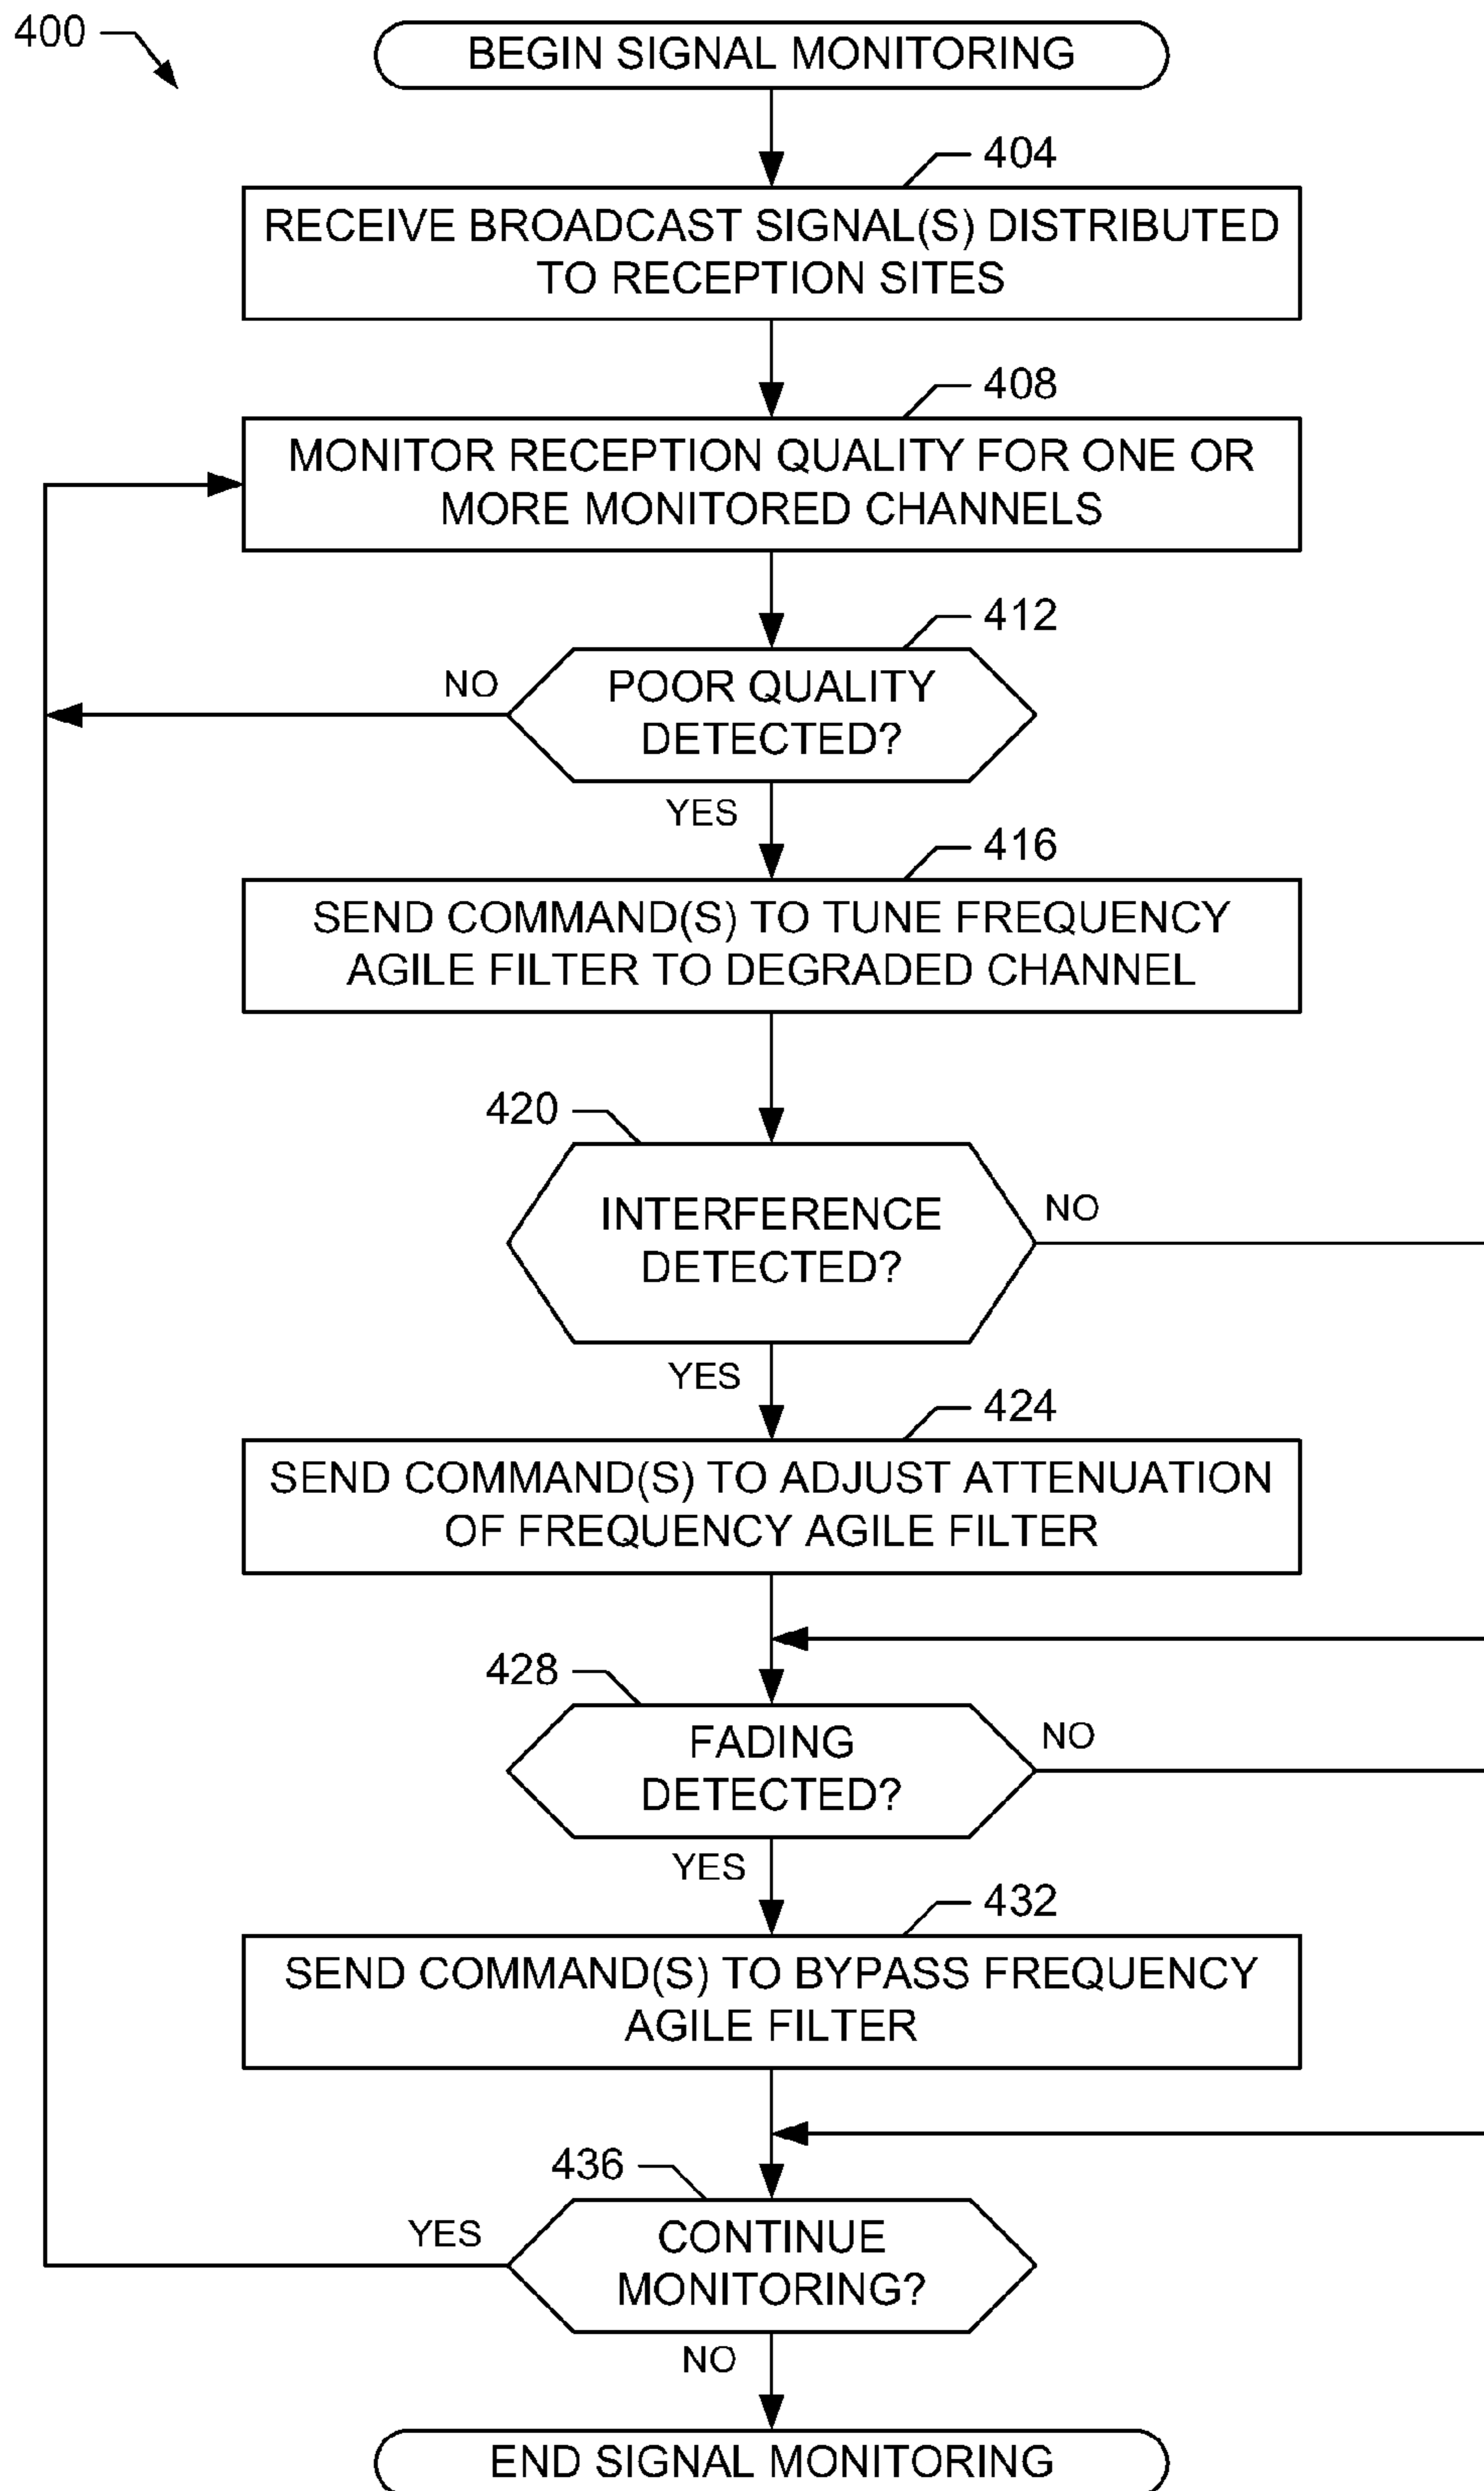 400
BEGIN SIGNAL MONITORING
404
RECEIVE BROADCAST SIGNAL(S) DISTRIBUTED
TO RECEPTION SITES
408
MONITOR RECEPTION QUALITY FOR ONE OR
MORE MONITORED CHANNELS
412
NO
POOR QUALITY
DETECTED?
YES
416
SEND COMMAND(S) TO TUNE FREQUENCY
AGILE FILTER TO DEGRADED CHANNEL
420
INTERFERENCE
DETECTED?
NO
YES
424
SEND COMMAND(S) TO ADJUST ATTENUATION
OF FREQUENCY AGILE FILTER
428
FADING
DETECTED?
NO
YES
432
SEND COMMAND(S) TO BYPASS FREQUENCY
AGILE FILTER
436
YES
CONTINUE
MONITORING?
NO
END SIGNAL MONITORING